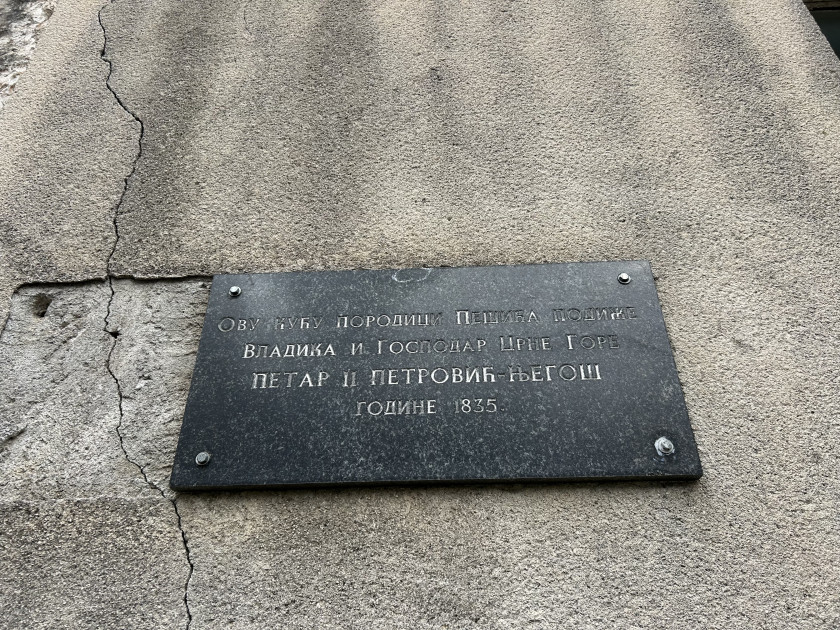 Ову кућу породици Пешића подиже
Владика и Господар Црне Горе
ПЕТАР II ПЕТРОВИЋ-ЊЕГОШ
ГОДИНЕ 1835.